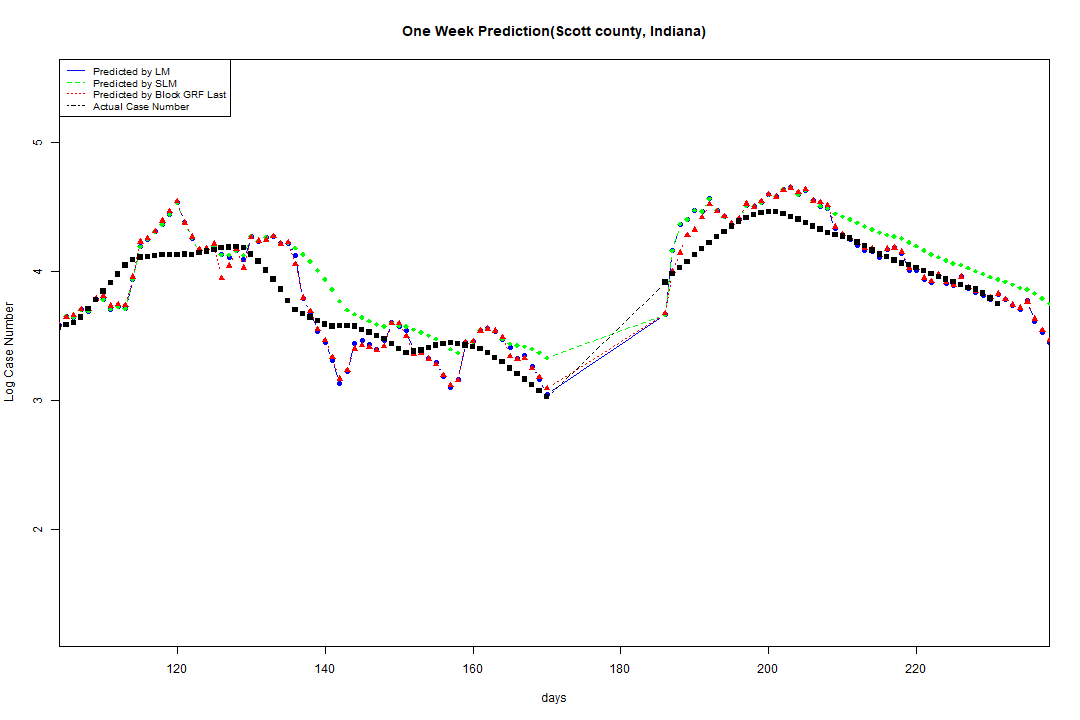 One Week Prediction(Scott county, Indiana)
Predicted by LM
Predicted by SLM
Predicted by Block GRF Last
Actual Case Number
5
4
3
2
Log Case Number
120 140 160 180 200 220
days